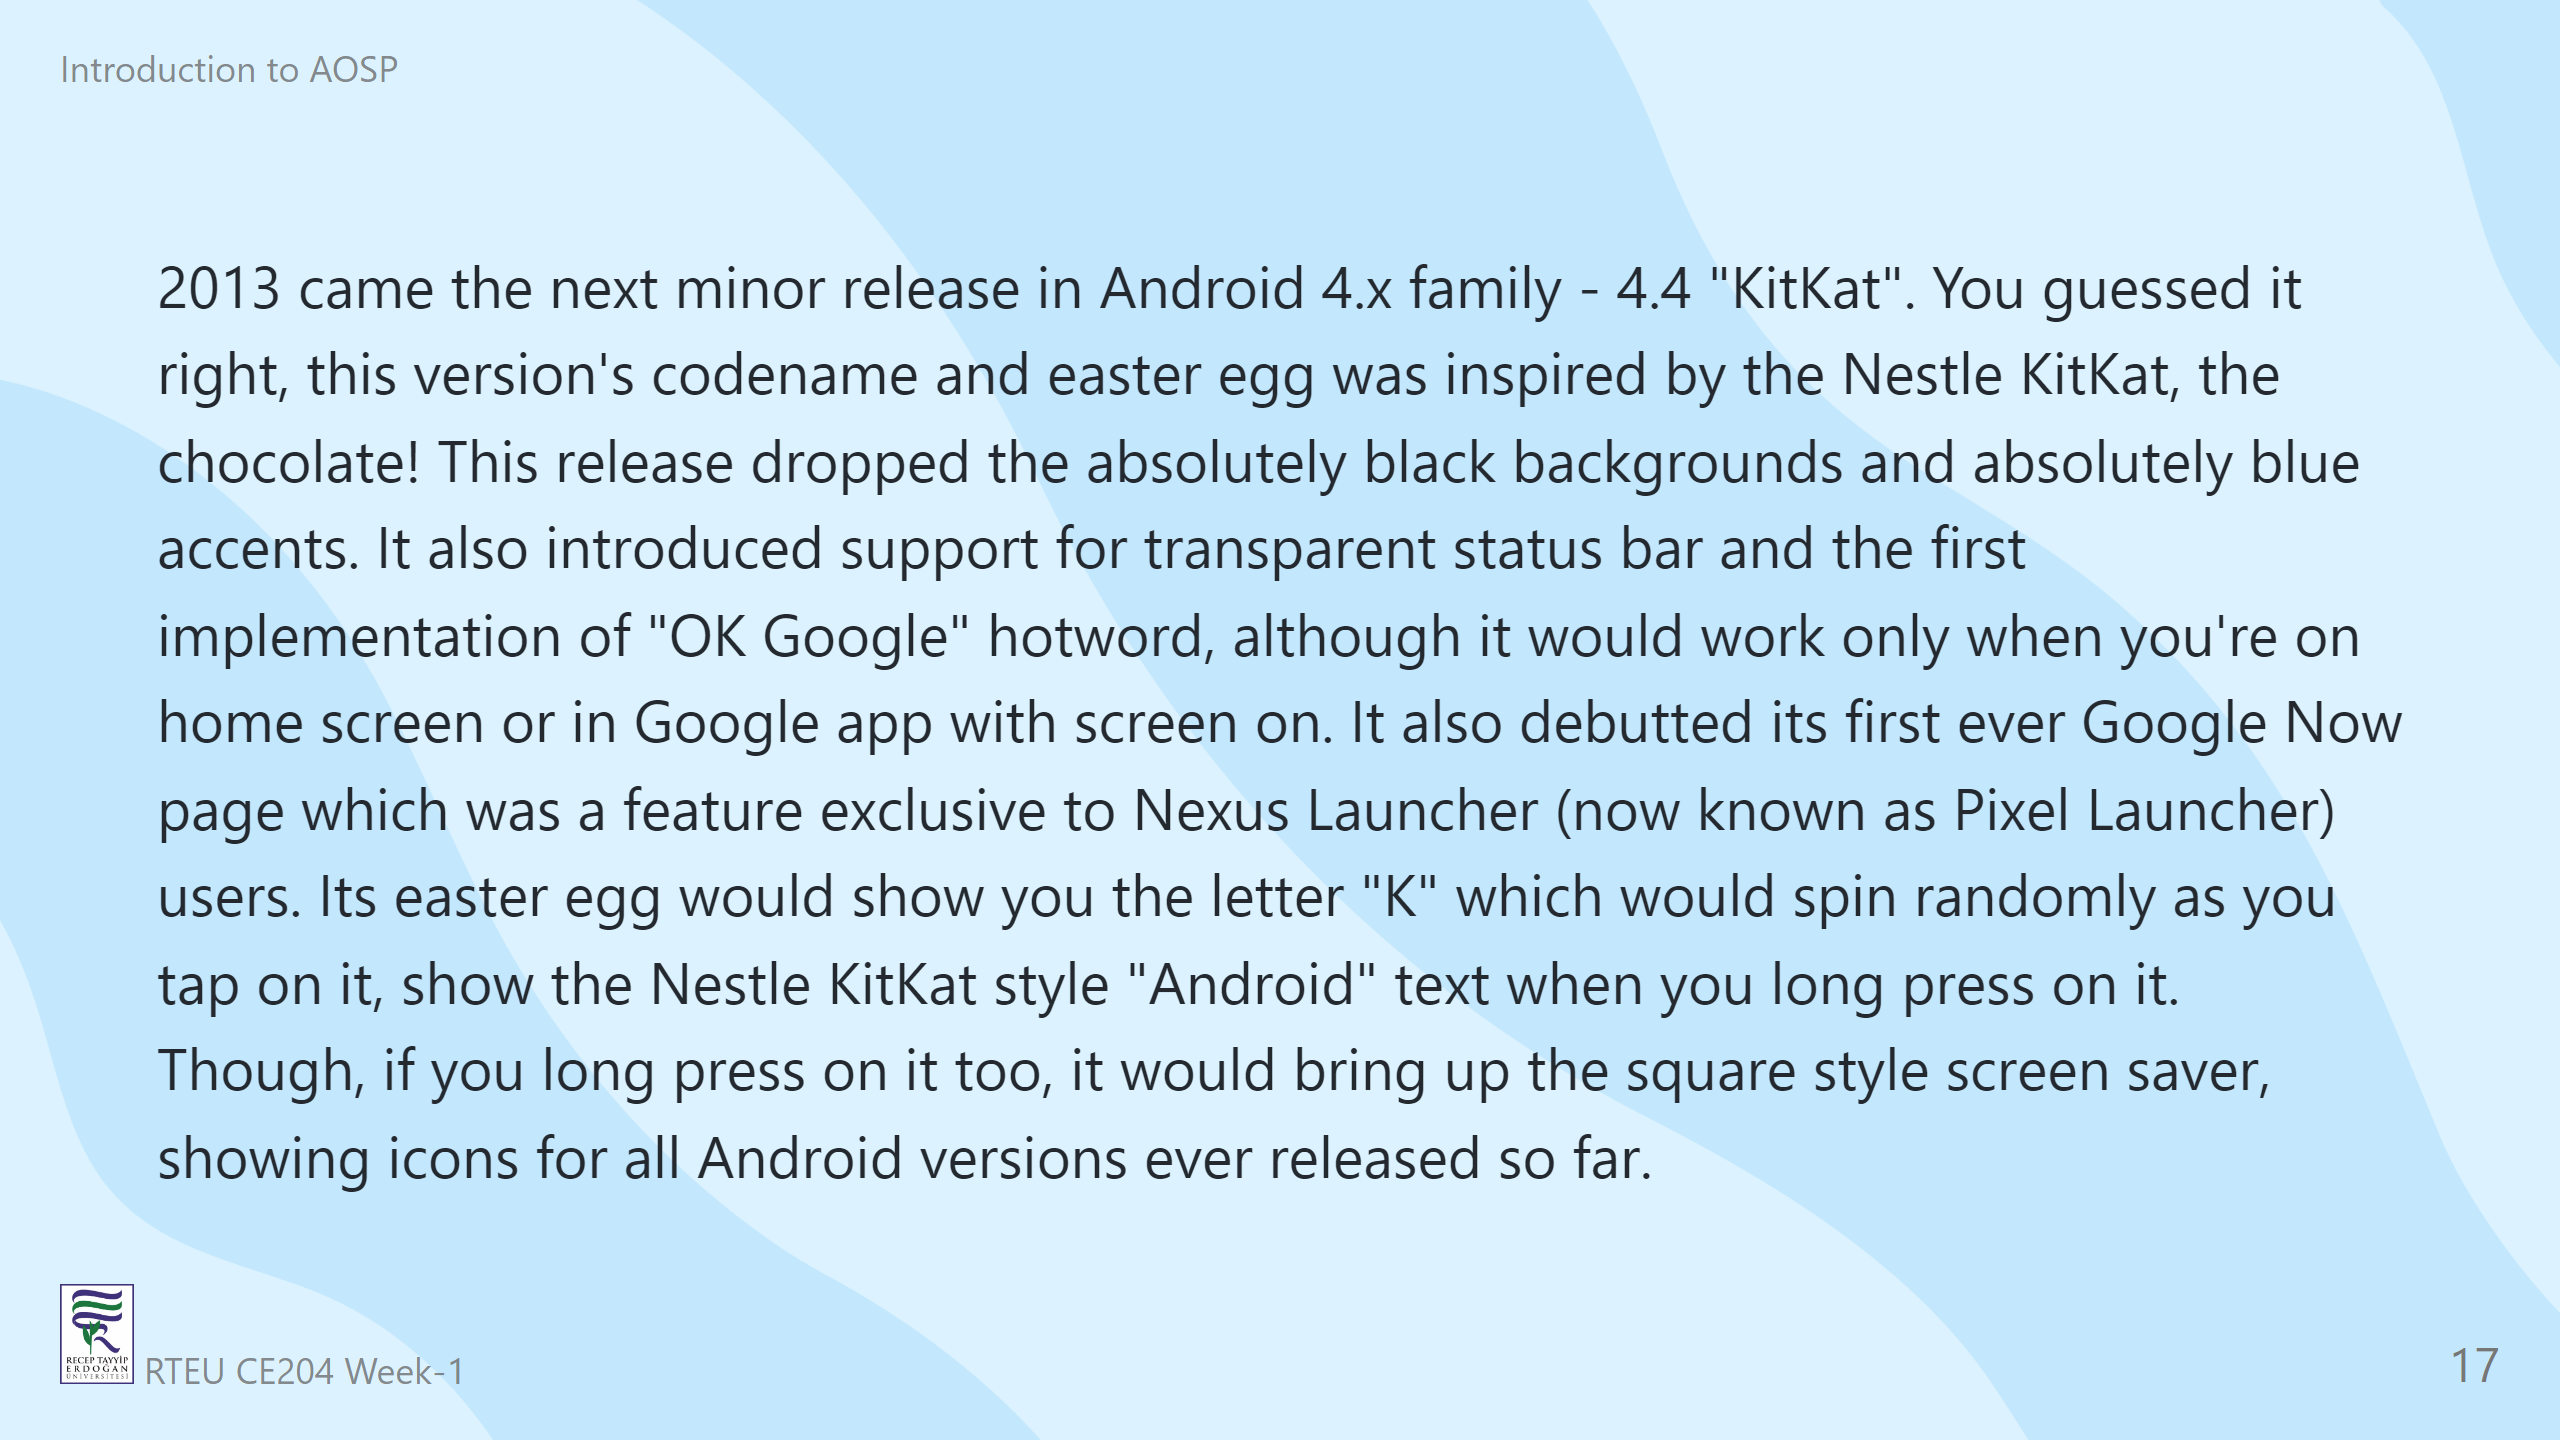 Introduction to AOSP
2013 came the next minor release in Android 4.x family - 4.4 "KitKat". You guessed it
right, this version's codename and easter egg was inspired by the Nestle KitKat, the
chocolate! This release dropped the absolutely black backgrounds and absolutely blue
accents. It also introduced support for transparent status bar and the first
implementation of "OK Google" hotword, although it would work only when you're on
home screen or in Google app with screen on. It also debutted its first ever Google Now
page which was a feature exclusive to Nexus Launcher (now known as Pixel Launcher)
users. Its easter egg would show you the letter "K" which would spin randomly as you
tap on it, show the Nestle KitKat style "Android" text when you long press on it.
Though, if you long press on it too, it would bring up the square style screen saver,
showing icons for all Android versions ever released so far.
RECEP TAYYİP
ERDOĞAN
ÜNİVERSİTESİ
RTEU CE204 Week-1
17